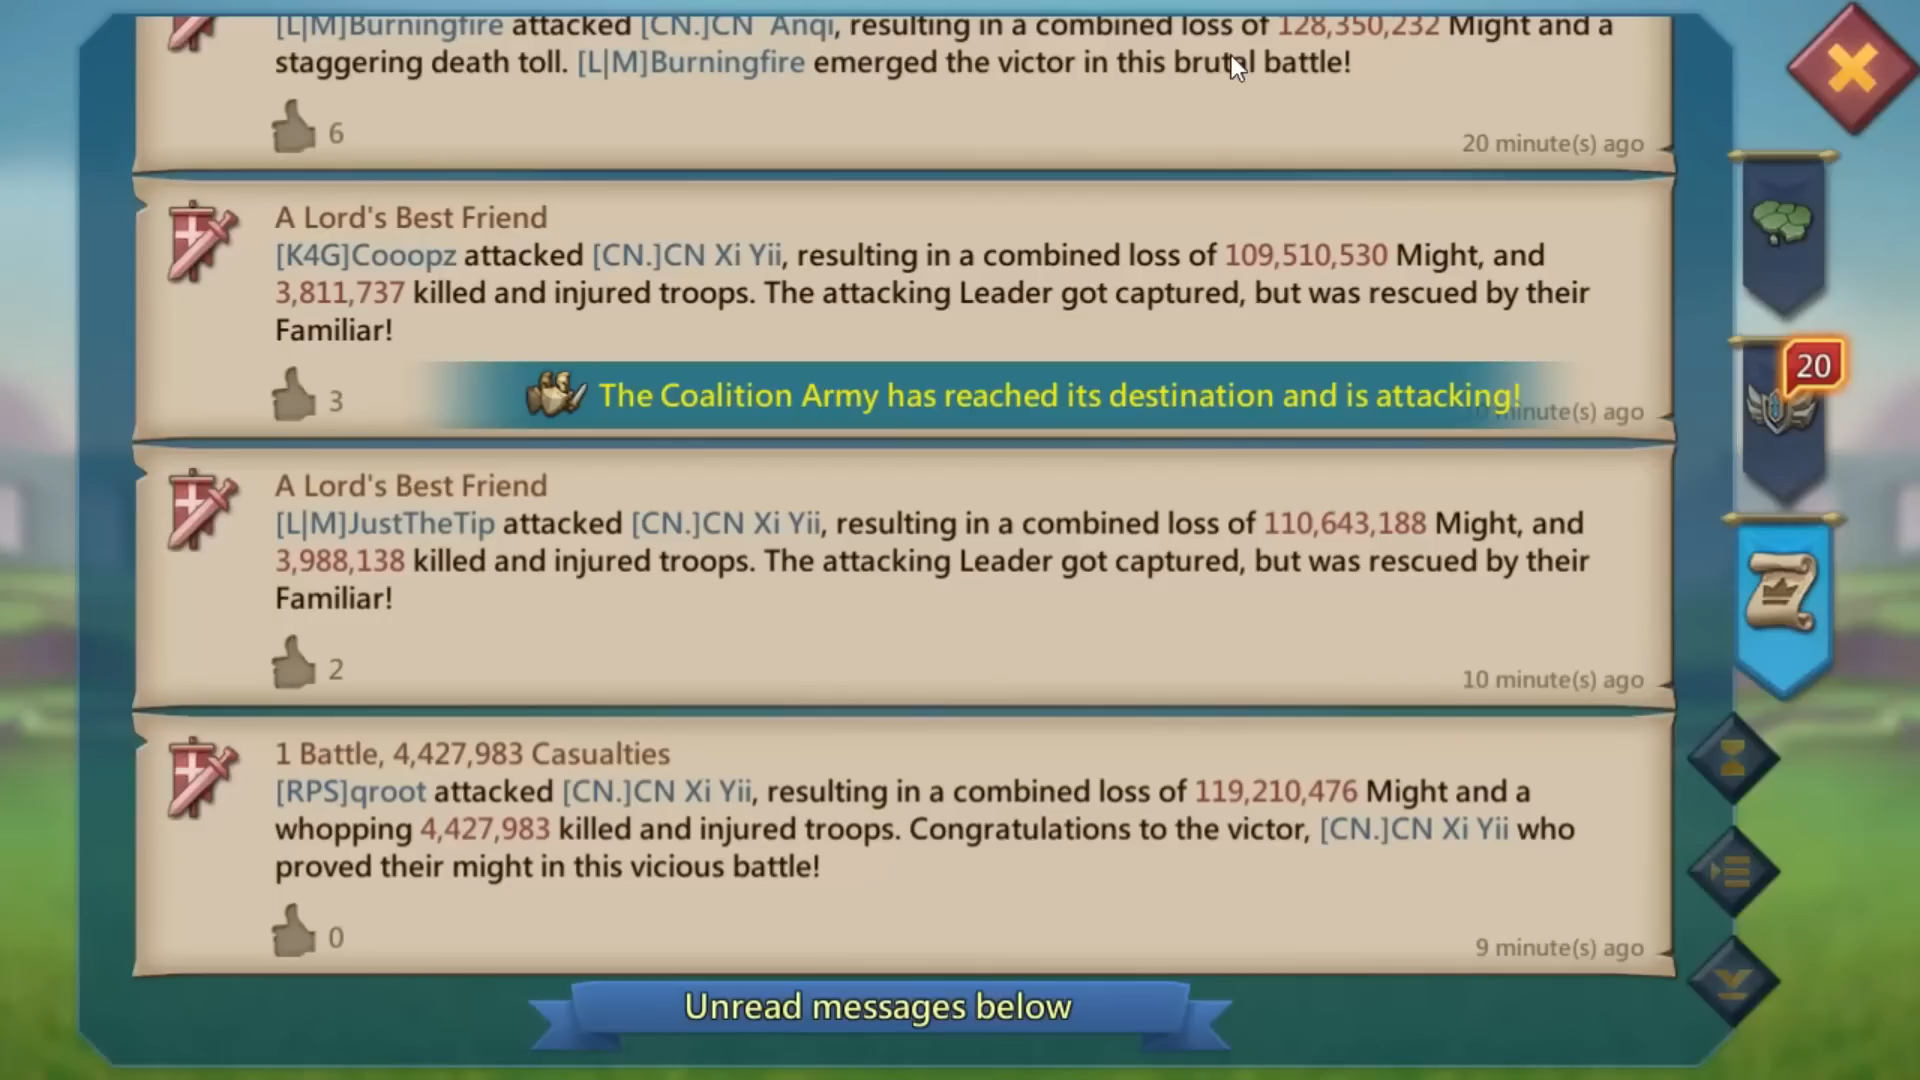 [L|M]Burningfire attacked [CN.]CN Anqi, resulting in a combined loss of 128,350,232 Might and a
staggering death toll. [L|M]Burningfire emerged the victor in this brutal battle!
6
20 minute(s) ago
A Lord's Best Friend
[K4G]Cooopz attacked [CN.]CN Xi Yii, resulting in a combined loss of 109,510,530 Might, and
3,811,737 killed and injured troops. The attacking Leader got captured, but was rescued by their
Familiar!
3
The Coalition Army has reached its destination and is attacking!
minute(s) ago
20
A Lord's Best Friend
[L|M]JustTheTip attacked [CN.]CN Xi Yii, resulting in a combined loss of 110,643,188 Might, and
3,988,138 killed and injured troops. The attacking Leader got captured, but was rescued by their
Familiar!
2
10 minute(s) ago
1 Battle, 4,427,983 Casualties
[RPS]qroot attacked [CN.]CN Xi Yii, resulting in a combined loss of 119,210,476 Might and a
whopping 4,427,983 killed and injured troops. Congratulations to the victor, [CN.]CN Xi Yii who
proved their might in this vicious battle!
0
9 minute(s) ago
Unread messages below